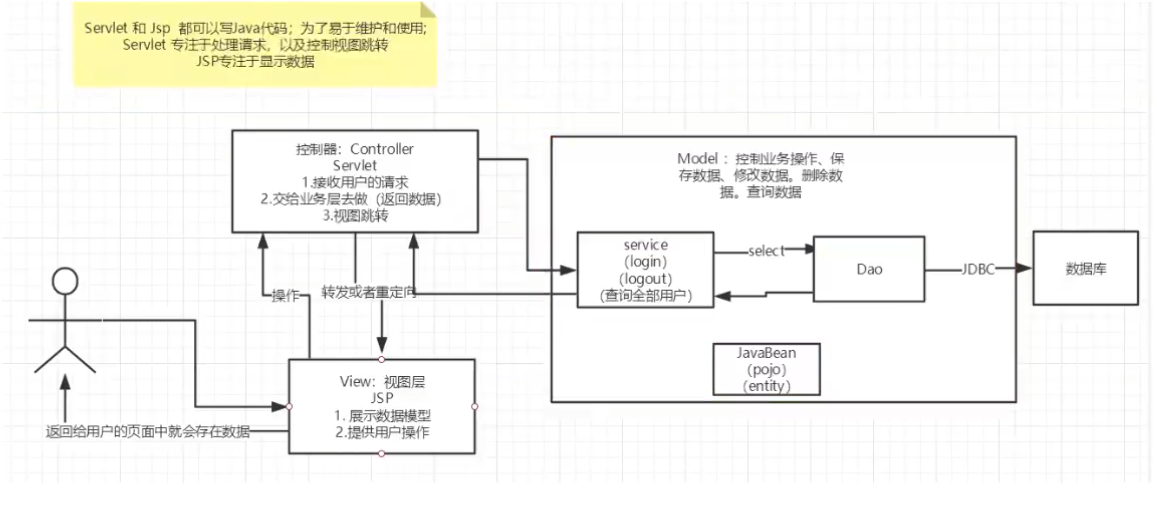 Servlet 和 Jsp 都可以写Java代码；为了易于维护和使用;
Servlet 专注于处理请求，以及控制视图跳转
JSP专注于显示数据
控制器：Controller
Servlet
1.接收用户的请求
2.交给业务层去做（返回数据）
3.视图跳转
Model ：控制业务操作、保
存数据、修改数据。删除数
据。查询数据
service
（login）
（logout）
（查询全部用户）
select
Dao
JDBC
数据库
操作
转发或者重定向
JavaBean
（pojo）
（entity）
View：视图层
JSP
1. 展示数据模型
2.提供用户操作
返回给用户的页面中就会存在数据